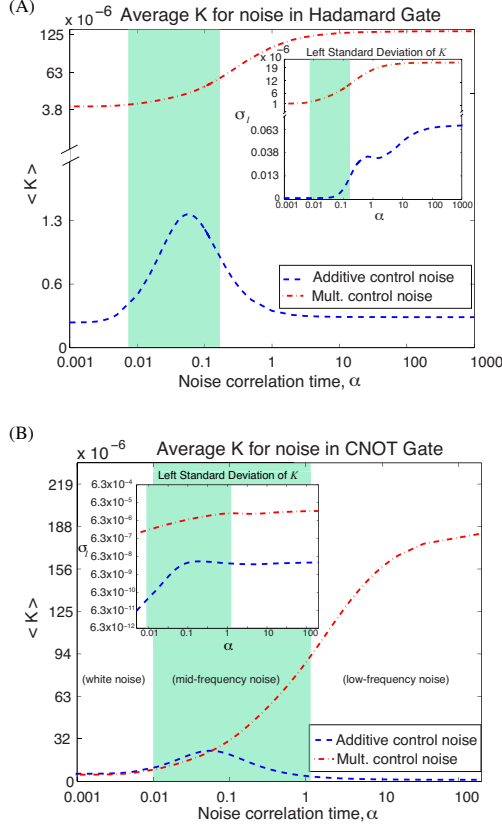 (A)
Average K for noise in Hadamard Gate
x 10⁻⁶
125
63
3.8
1.3
0.6
0
< K >
0.001 0.01 0.1 1 10 100 1000
Noise correlation time, α
Left Standard Deviation of K
x 10⁻⁶
19
6
1
0.063
0.038
0.013
0
σₗ
0.001 0.01 0.1 1 10 100 1000
α
Additive control noise
Mult. control noise
(B)
Average K for noise in CNOT Gate
x 10⁻⁶
219
188
156
125
94
63
32
0
< K >
0.001 0.01 0.1 1 10 100
Noise correlation time, α
Left Standard Deviation of K
6.3x10⁻⁴
6.3x10⁻⁵
6.3x10⁻⁶
6.3x10⁻⁷
6.3x10⁻⁸
6.3x10⁻⁹
6.3x10⁻¹⁰
6.3x10⁻¹¹
6.3x10⁻¹²
σₗ
0.01 0.1 1 10 100
α
(white noise) (mid-frequency noise) (low-frequency noise)
Additive control noise
Mult. control noise